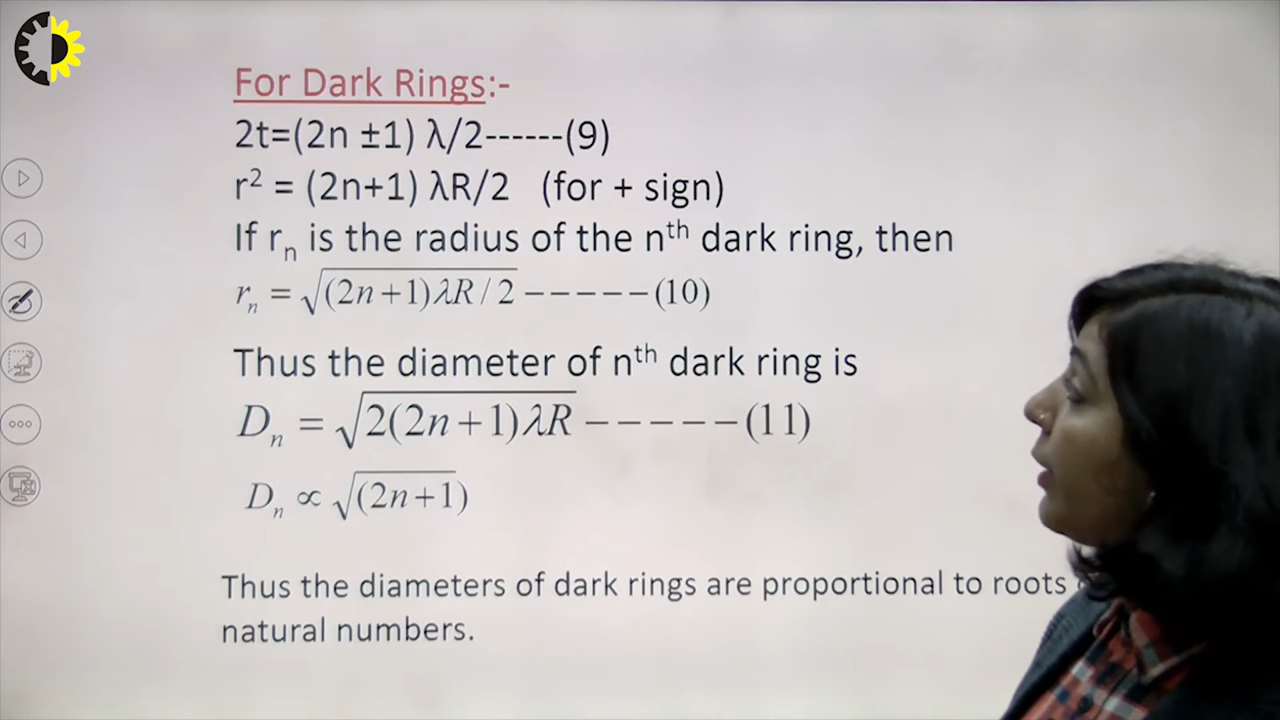 For Dark Rings:-
2t=(2n ±1) λ/2------(9)
r² = (2n+1) λR/2 (for + sign)
If rₙ is the radius of the nᵗʰ dark ring, then
rₙ = √(2n+1)λR / 2 −−−−−(10)
Thus the diameter of nᵗʰ dark ring is
Dₙ = √2(2n+1)λR −−−−−(11)
Dₙ ∝ √(2n+1)
Thus the diameters of dark rings are proportional to roots
natural numbers.